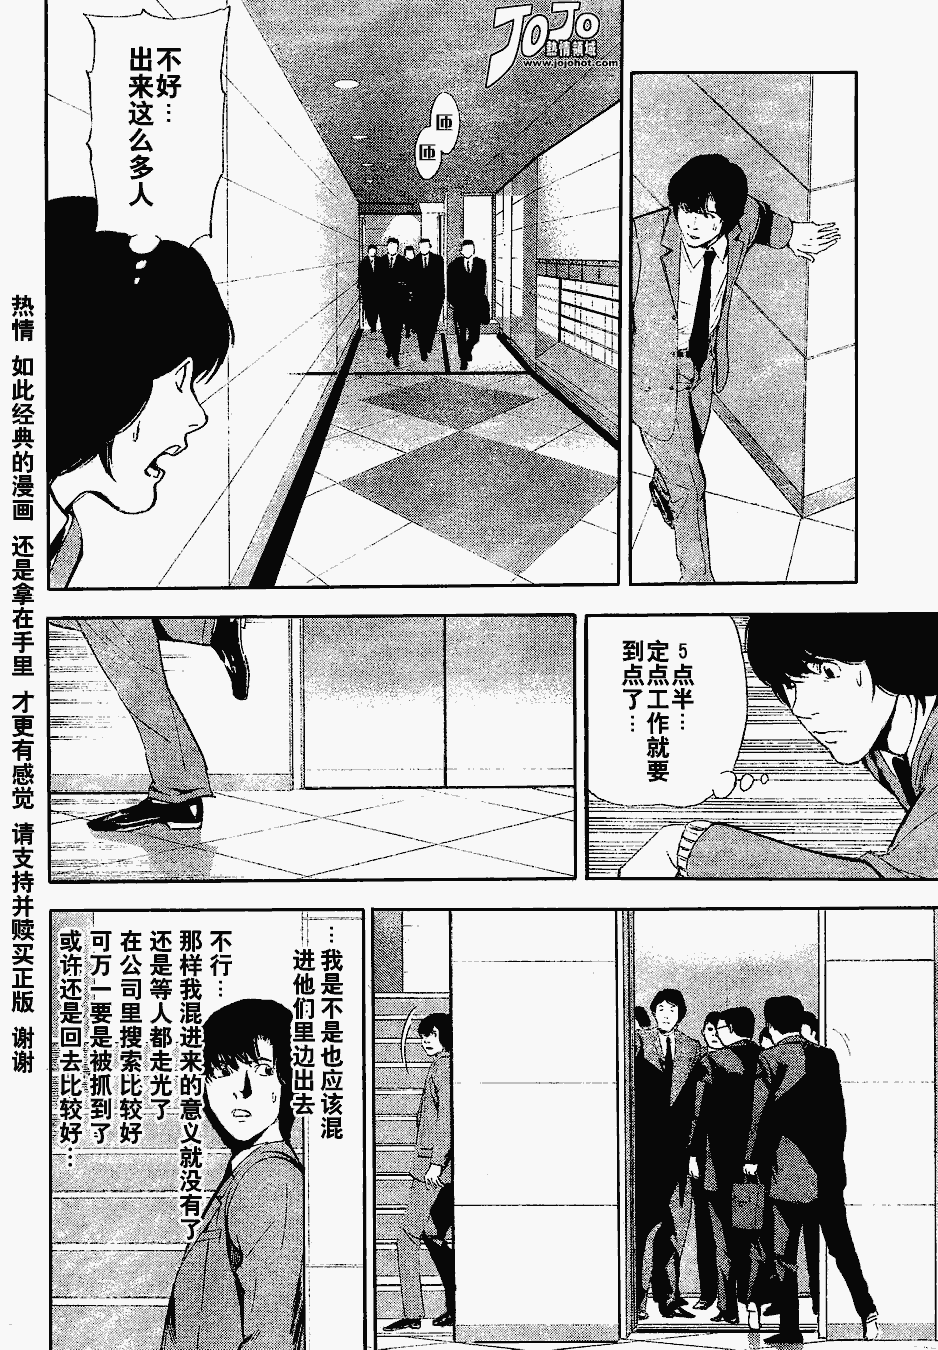 JOJO
热情领域
www.jojohot.com
不好…
出来这么多人
匝
匝
5点半…
定点工作就要
到点了…
…我是不是也应该混
进他们里边出去
不行…
那样我混进来的意义就没有了
还是等人都走光了
在公司里搜索比较好
可万一要是被抓到了
或许还是回去比较好…
热情 如此经典的漫画 还是拿在手里 才更有感觉 请支持并赎买正版 谢谢